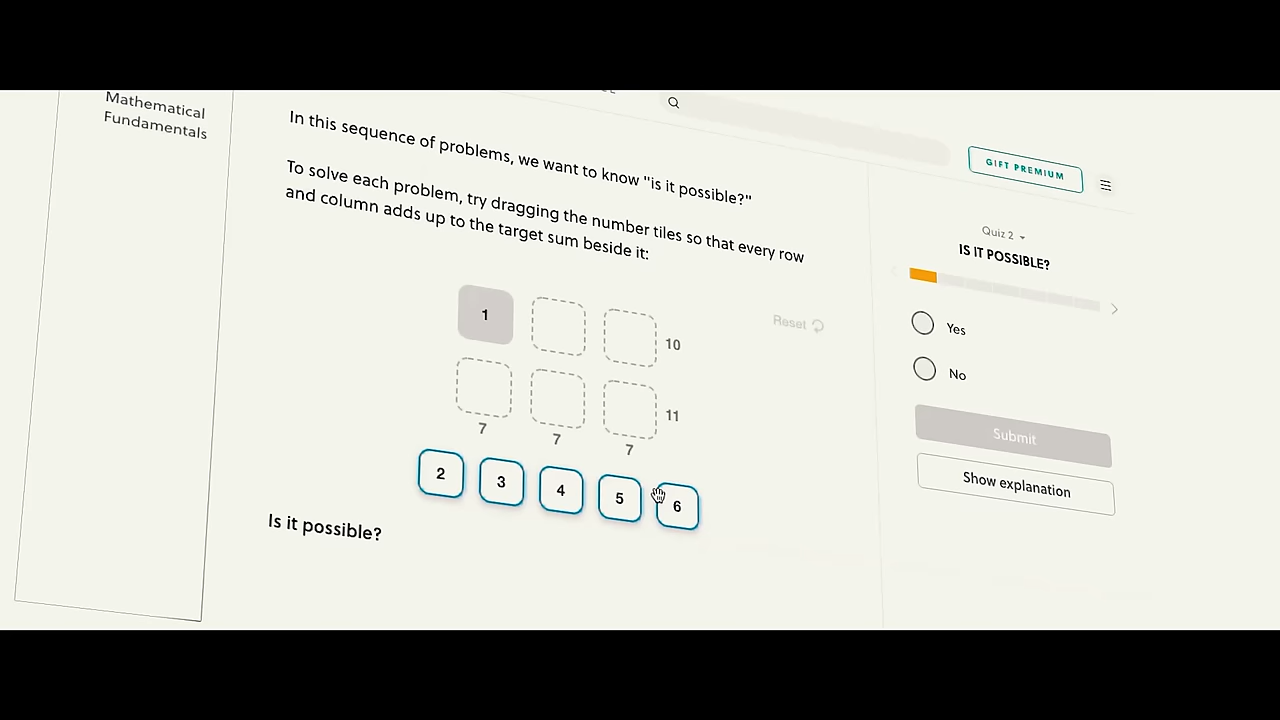 Mathematical
Fundamentals
In this sequence of problems, we want to know "is it possible?"
To solve each problem, try dragging the number tiles so that every row
and column adds up to the target sum beside it:
GIFT PREMIUM
Quiz 2
IS IT POSSIBLE?
Reset
1
10
11
7 7 7
2 3 4 5 6
Is it possible?
Yes
No
Submit
Show explanation